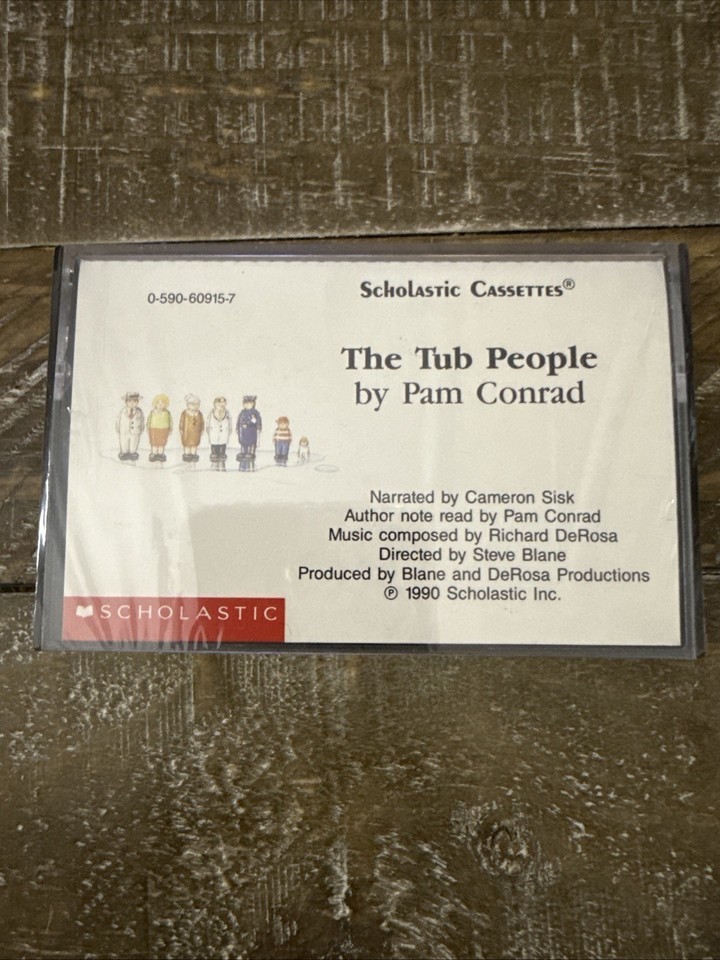 0-590-60915-7
Scholastic Cassettes®
The Tub People
by Pam Conrad
Narrated by Cameron Sisk
Author note read by Pam Conrad
Music composed by Richard DeRosa
Directed by Steve Blane
Produced by Blane and DeRosa Productions
℗ 1990 Scholastic Inc.
SCHOLASTIC